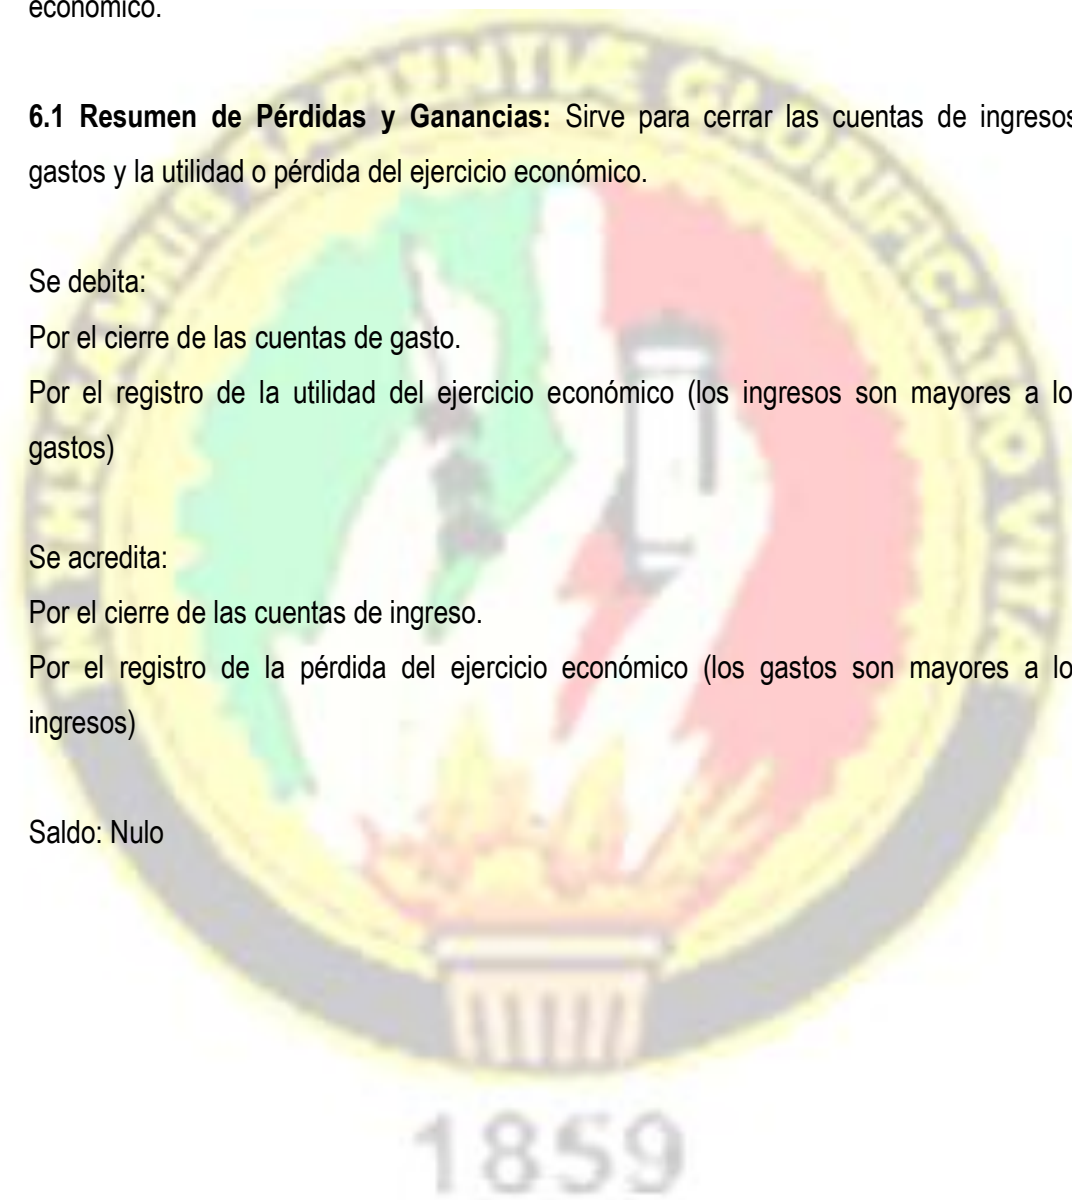 económico.
6.1 Resumen de Pérdidas y Ganancias: Sirve para cerrar las cuentas de ingresos
gastos y la utilidad o pérdida del ejercicio económico.
Se debita:
Por el cierre de las cuentas de gasto.
Por el registro de la utilidad del ejercicio económico (los ingresos son mayores a lo
gastos)
Se acredita:
Por el cierre de las cuentas de ingreso.
Por el registro de la pérdida del ejercicio económico (los gastos son mayores a lo
ingresos)
Saldo: Nulo
1859